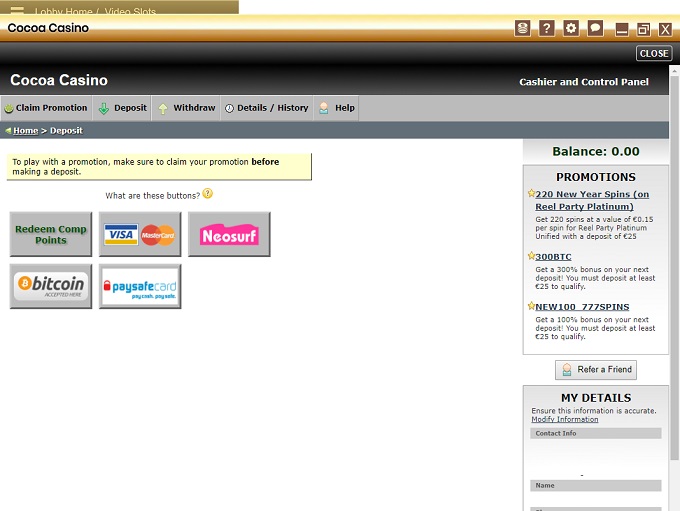 Lobby Home / Video Slots
Cocoa Casino
?
X
CLOSE
Cocoa Casino
Cashier and Control Panel
Claim Promotion
Deposit
Withdraw
Details / History
Help
Home > Deposit
To play with a promotion, make sure to claim your promotion before
making a deposit.
What are these buttons? ?
Redeem Comp
Points
VISA
MasterCard
Neosurf
bitcoin
ACCEPTED HERE
paysafecard
pay cash. pay safe.
Balance: 0.00
PROMOTIONS
220 New Year Spins (on
Reel Party Platinum)
Get 220 spins at a value of €0.15
per spin for Reel Party Platinum
Unified with a deposit of €25
300BTC
Get a 300% bonus on your next
deposit! You must deposit at least
€25 to qualify.
NEW100_777SPINS
Get a 100% bonus on your next
deposit! You must deposit at least
€25 to qualify.
Refer a Friend
MY DETAILS
Ensure this information is accurate.
Modify Information
Contact Info
-
Name